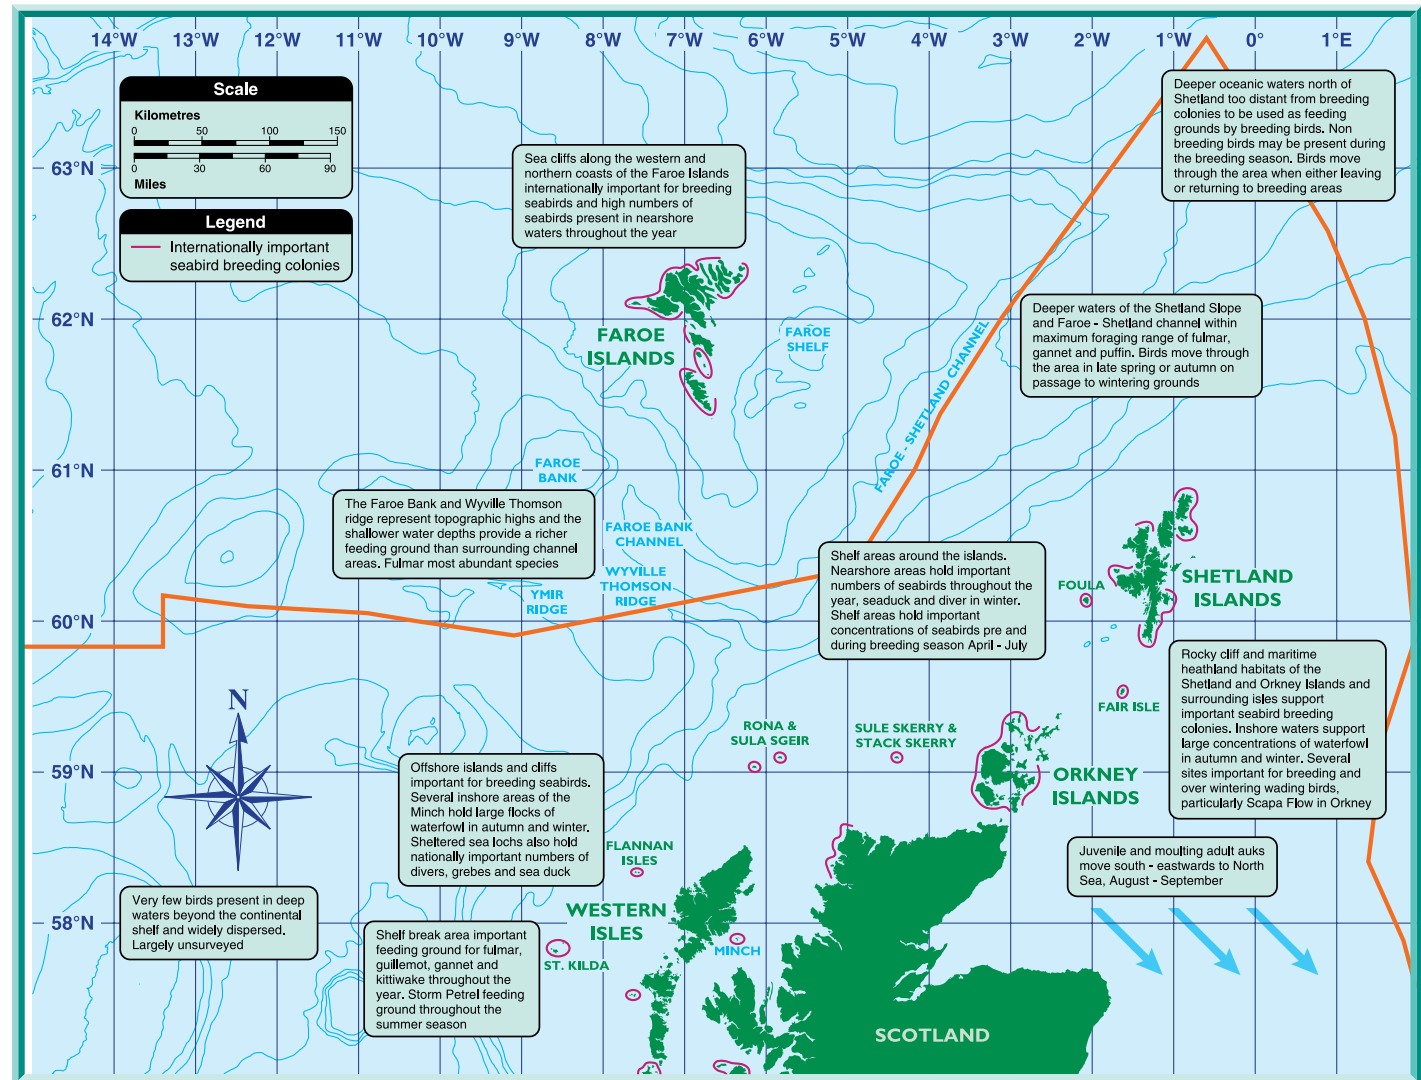 14°W 13°W 12°W 11°W 10°W 9°W 8°W 7°W 6°W 5°W 4°W 3°W 2°W 1°W 0° 1°E
Scale
Kilometres
0 50 100 150
0 30 60 90
Miles
Legend
Internationally important
seabird breeding colonies
63°N
62°N
61°N
60°N
59°N
58°N
Sea cliffs along the western and
northern coasts of the Faroe Islands
internationally important for breeding
seabirds and high numbers of
seabirds present in nearshore
waters throughout the year
Deeper oceanic waters north of
Shetland too distant from breeding
colonies to be used as feeding
grounds by breeding birds. Non
breeding birds may be present during
the breeding season. Birds move
through the area when either leaving
or returning to breeding areas
Deeper waters of the Shetland Slope
and Faroe - Shetland channel within
maximum foraging range of fulmar,
gannet and puffin. Birds move through
the area in late spring or autumn on
passage to wintering grounds
FAROE
ISLANDS
FAROE
SHELF
FAROE - SHETLAND CHANNEL
FAROE
BANK
The Faroe Bank and Wyville Thomson
ridge represent topographic highs and the
shallower water depths provide a richer
feeding ground than surrounding channel
areas. Fulmar most abundant species
FAROE BANK
CHANNEL
WYVILLE
THOMSON
RIDGE
YMIR
RIDGE
Shelf areas around the islands.
Nearshore areas hold important
numbers of seabirds throughout the
year, seaduck and diver in winter.
Shelf areas hold important
concentrations of seabirds pre and
during breeding season April - July
FOULA
SHETLAND
ISLANDS
FAIR ISLE
Rocky cliff and maritime
heathland habitats of the
Shetland and Orkney Islands and
surrounding isles support
important seabird breeding
colonies. Inshore waters support
large concentrations of waterfowl
in autumn and winter. Several
sites important for breeding and
over wintering wading birds,
particularly Scapa Flow in Orkney
N
RONA &
SULA SGEIR
SULE SKERRY &
STACK SKERRY
ORKNEY
ISLANDS
Offshore islands and cliffs
important for breeding seabirds.
Several inshore areas of the
Minch hold large flocks of
waterfowl in autumn and winter.
Sheltered sea lochs also hold
nationally important numbers of
divers, grebes and sea duck
FLANNAN
ISLES
Juvenile and moulting adult auks
move south - eastwards to North
Sea, August - September
Very few birds present in deep
waters beyond the continental
shelf and widely dispersed.
Largely unsurveyed
WESTERN
ISLES
Shelf break area important
feeding ground for fulmar,
guillemot, gannet and
kittiwake throughout the
year. Storm Petrel feeding
ground throughout the
summer season
ST. KILDA
MINCH
SCOTLAND